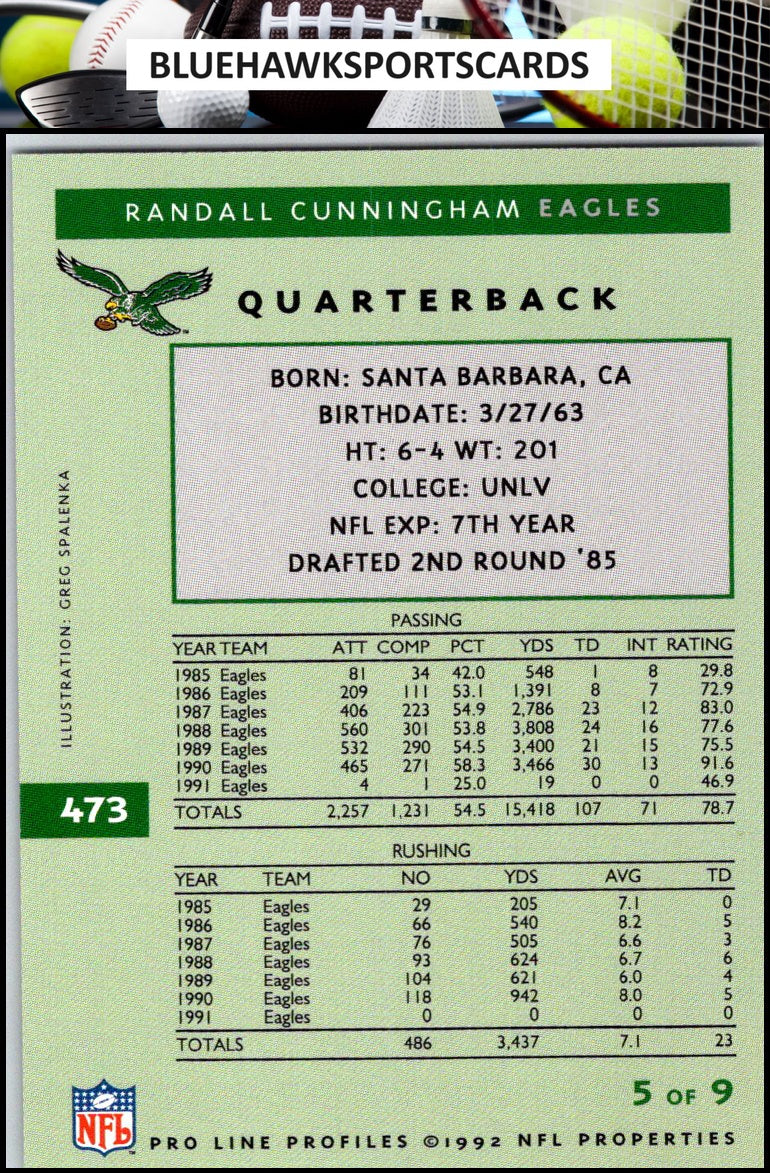 BLUEHAWKSPORTSCARDS
RANDALL CUNNINGHAM EAGLES
QUARTERBACK
BORN: SANTA BARBARA, CA
BIRTHDATE: 3/27/63
HT: 6-4 WT: 201
COLLEGE: UNLV
NFL EXP: 7TH YEAR
DRAFTED 2ND ROUND '85
ILLUSTRATION: GREG SPALENKA
PASSING
YEAR TEAM ATT COMP PCT YDS TD INT RATING
1985 Eagles 81 34 42.0 548 1 8 29.8
1986 Eagles 209 111 53.1 1,391 8 7 72.9
1987 Eagles 406 223 54.9 2,786 23 12 83.0
1988 Eagles 560 301 53.8 3,808 24 16 77.6
1989 Eagles 532 290 54.5 3,400 21 15 75.5
1990 Eagles 465 271 58.3 3,466 30 13 91.6
1991 Eagles 4 1 25.0 19 0 0 46.9
TOTALS 2,257 1,231 54.5 15,418 107 71 78.7
473
RUSHING
YEAR TEAM NO YDS AVG TD
1985 Eagles 29 205 7.1 0
1986 Eagles 66 540 8.2 5
1987 Eagles 76 505 6.6 3
1988 Eagles 93 624 6.7 6
1989 Eagles 104 621 6.0 4
1990 Eagles 118 942 8.0 5
1991 Eagles 0 0 0 0
TOTALS 486 3,437 7.1 23
5 OF 9
NFL TM
PRO LINE PROFILES ©1992 NFL PROPERTIES